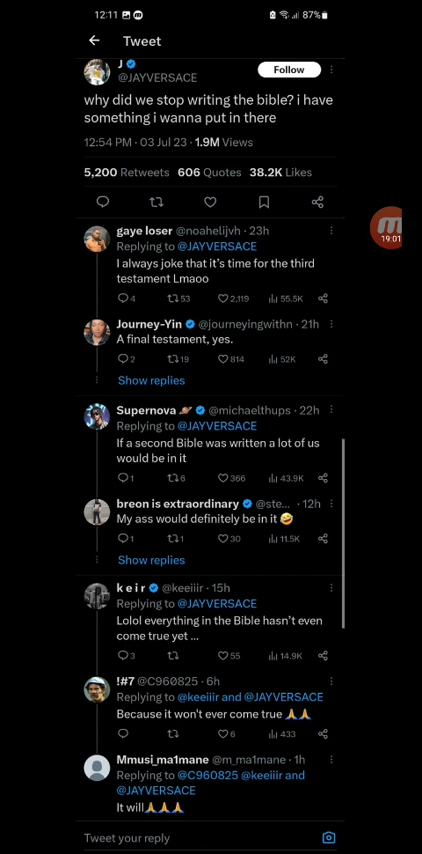 12:11
87%
Tweet
J
@JAYVERSACE
Follow
why did we stop writing the bible? i have
something i wanna put in there
12:54 PM · 03 Jul 23 · 1.9M Views
5,200 Retweets 606 Quotes 38.2K Likes
19:01
gaye loser @noahelijvh · 23h
Replying to @JAYVERSACE
I always joke that it's time for the third
testament Lmaoo
4 53 2,119 55.5K
Journey-Yin @journeyingwithn · 21h
A final testament, yes.
2 19 814 52K
Show replies
Supernova 🪐 @michaelthups · 22h
Replying to @JAYVERSACE
If a second Bible was written a lot of us
would be in it
1 6 366 43.9K
breon is extraordinary @ste... · 12h
My ass would definitely be in it 🤣
1 1 30 11.5K
Show replies
k e i r @keeiiir · 15h
Replying to @JAYVERSACE
Lolol everything in the Bible hasn't even
come true yet ...
3 55 14.9K
!#7 @C960825 · 6h
Replying to @keeiiir and @JAYVERSACE
Because it won't ever come true 🙏🙏
6 433
Mmusi_ma1mane @m_ma1mane · 1h
Replying to @C960825 @keeiiir and
@JAYVERSACE
It will🙏🙏🙏
Tweet your reply